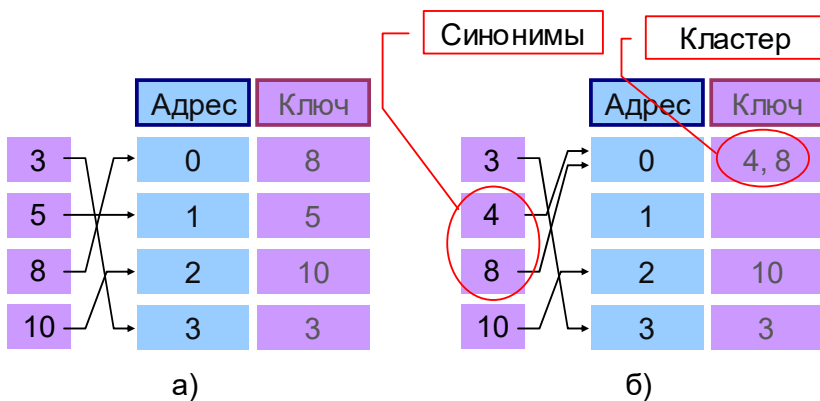 Синонимы Кластер
Адрес Ключ Адрес Ключ
3 0 8 3 0 4, 8
5 1 5 4 1
8 2 10 8 2 10
10 3 3 10 3 3
а) б)